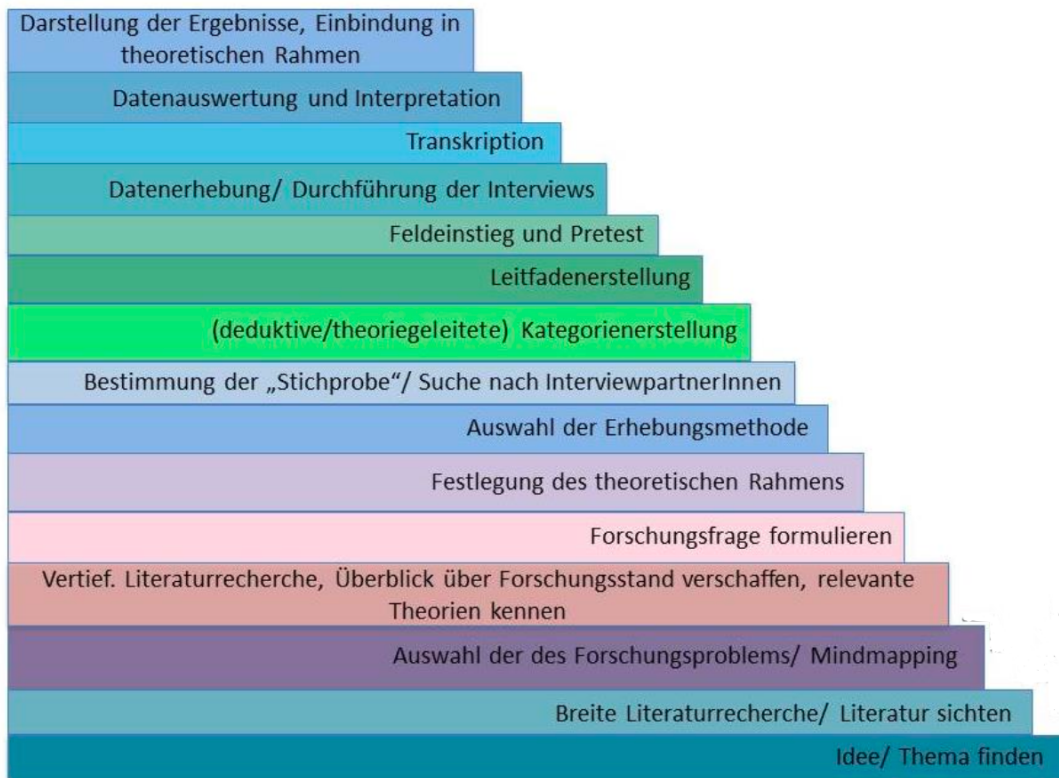 Darstellung der Ergebnisse, Einbindung in
theoretischen Rahmen
Datenauswertung und Interpretation
Transkription
Datenerhebung/ Durchführung der Interviews
Feldeinstieg und Pretest
Leitfadenerstellung
(deduktive/theoriegeleitete) Kategorienerstellung
Bestimmung der „Stichprobe“/ Suche nach InterviewpartnerInnen
Auswahl der Erhebungsmethode
Festlegung des theoretischen Rahmens
Forschungsfrage formulieren
Vertief. Literaturrecherche, Überblick über Forschungsstand verschaffen, relevante
Theorien kennen
Auswahl der des Forschungsproblems/ Mindmapping
Breite Literaturrecherche/ Literatur sichten
Idee/ Thema finden